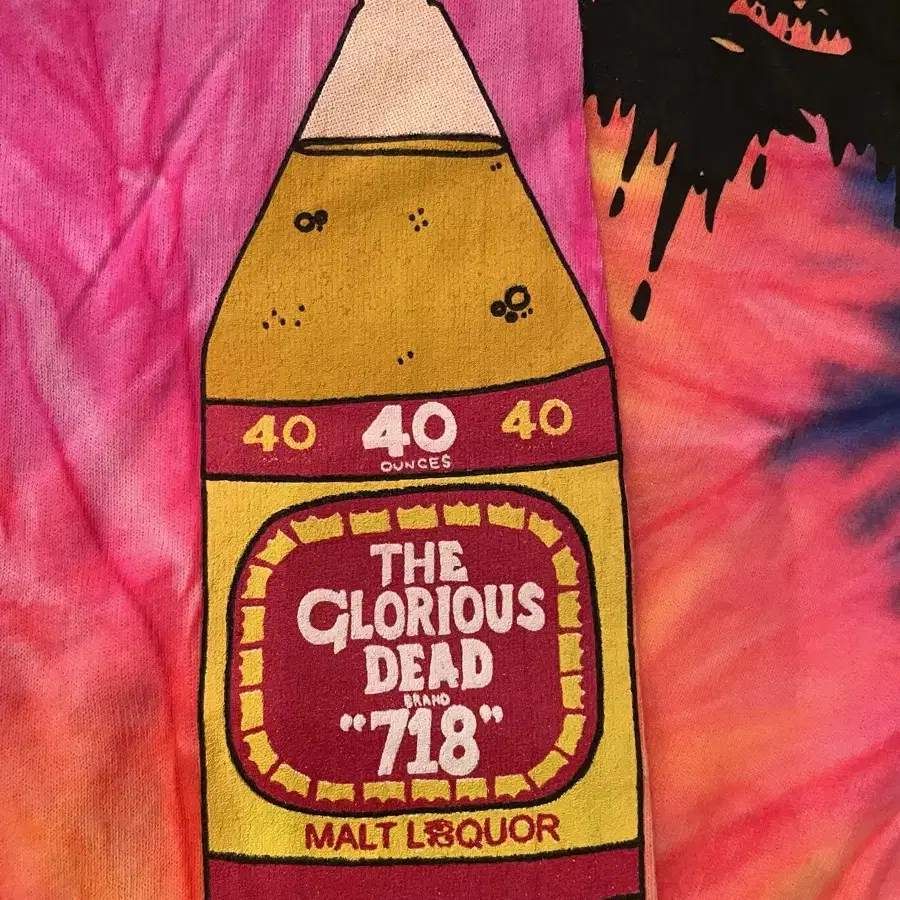 40 40 40
OUNCES
THE
GLORIOUS
DEAD
BRAND
"718"
MALT LIQUOR